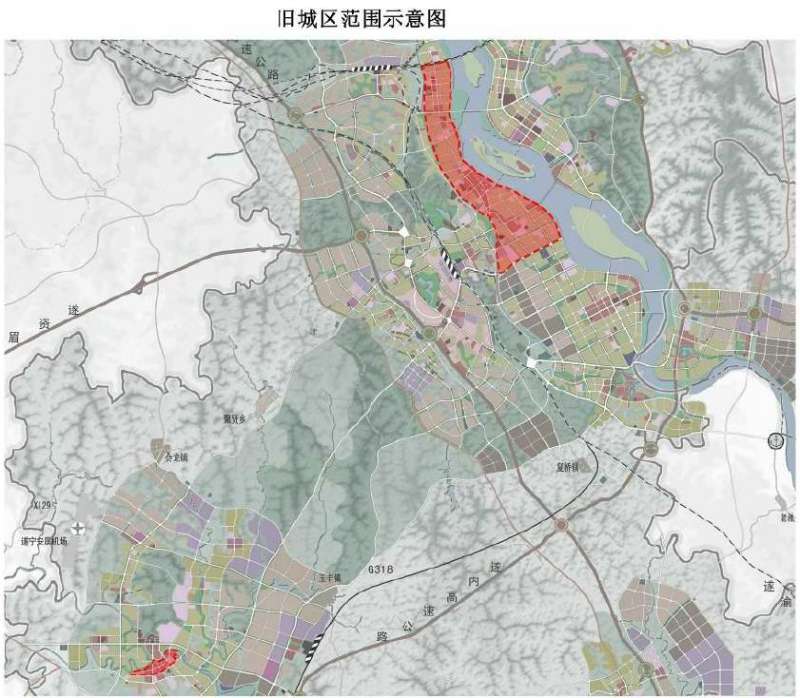 旧城区范围示意图
速
公
路
遂
资
眉
聚贤乡
会龙镇
复桥镇
遂宁安居机场
玉丰镇
G318
遂
内
高
速
公
路
遂
渝